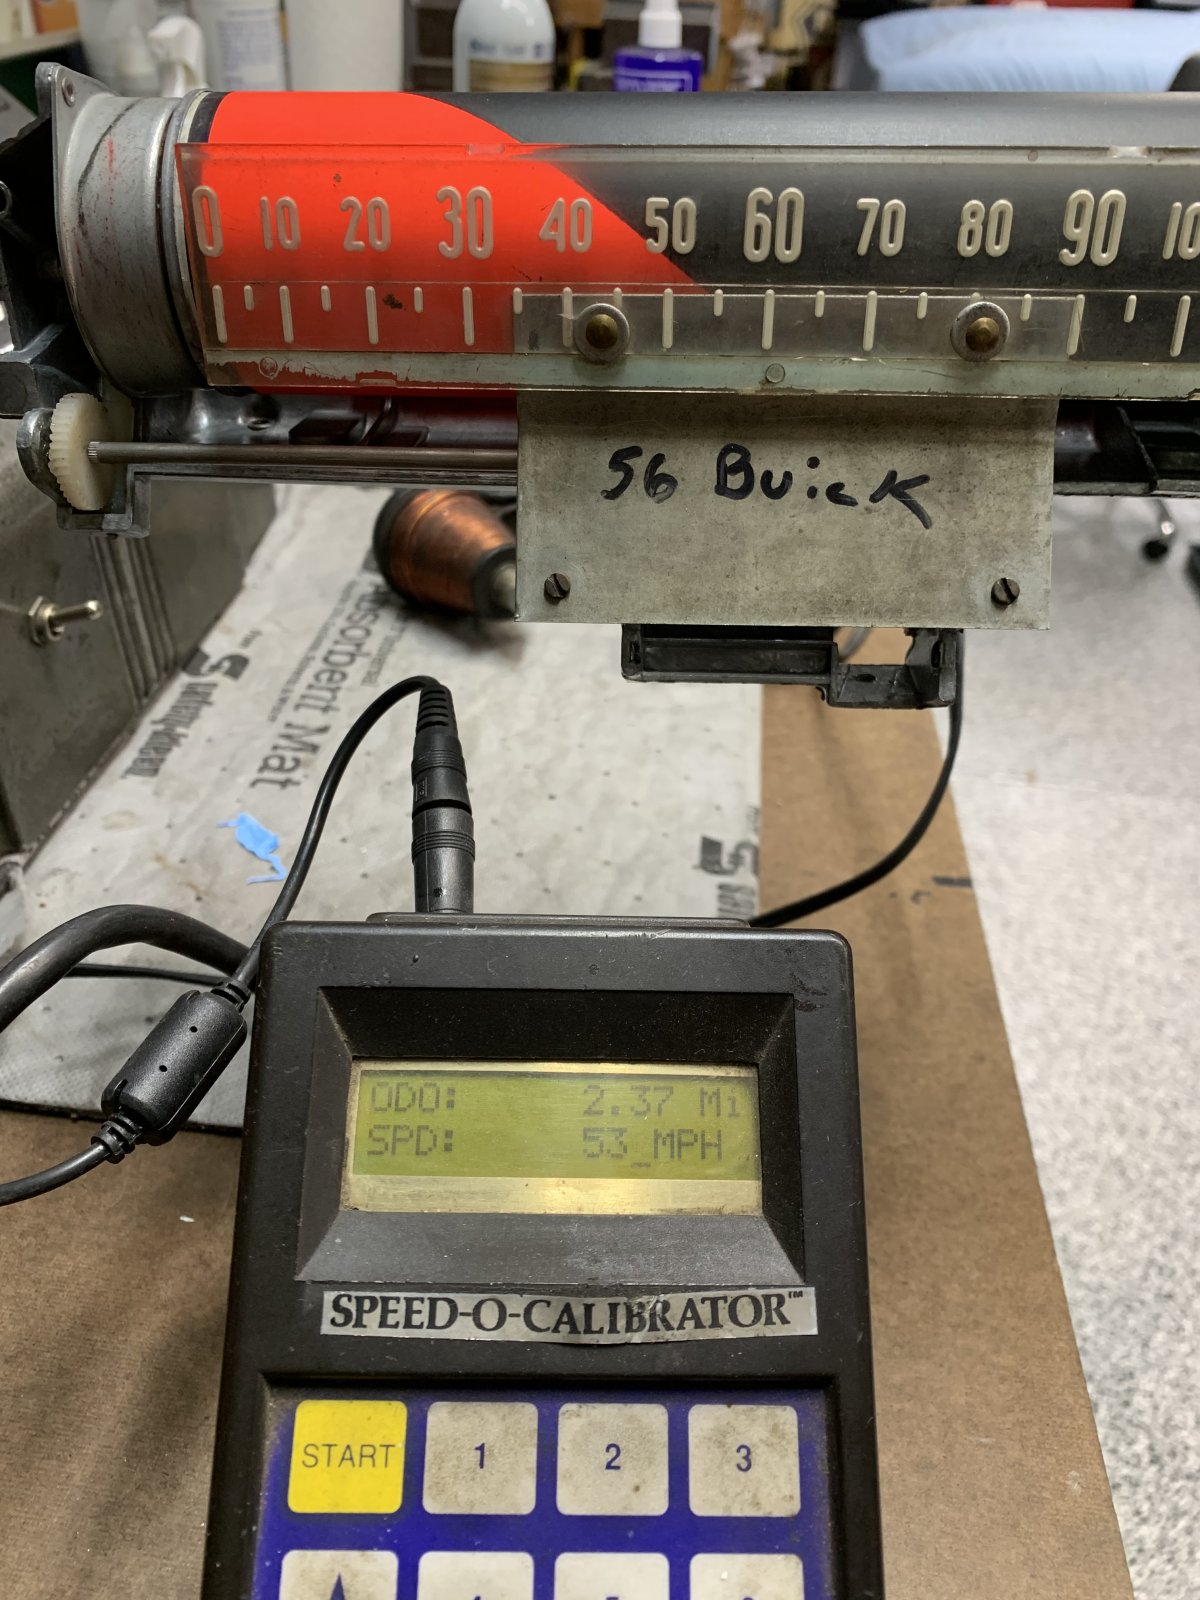 0 10 20 30 40 50 60 70 80 90
56 Buick
Absorbent Mat
ODO: 2.37 Mi
SPD: 53 MPH
SPEED-O-CALIBRATOR™
START 1 2 3